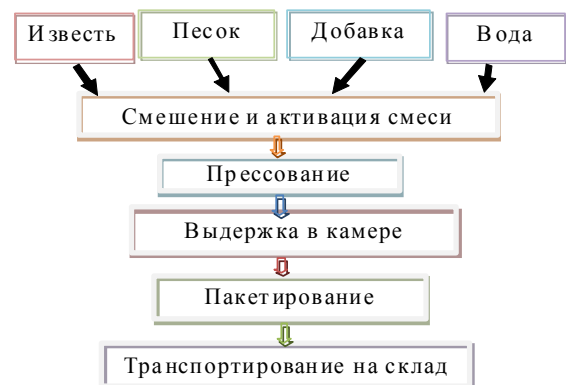 Известь
Песок
Добавка
Вода
Смешение и активация смеси
Прессование
Выдержка в камере
Пакетирование
Транспортирование на склад